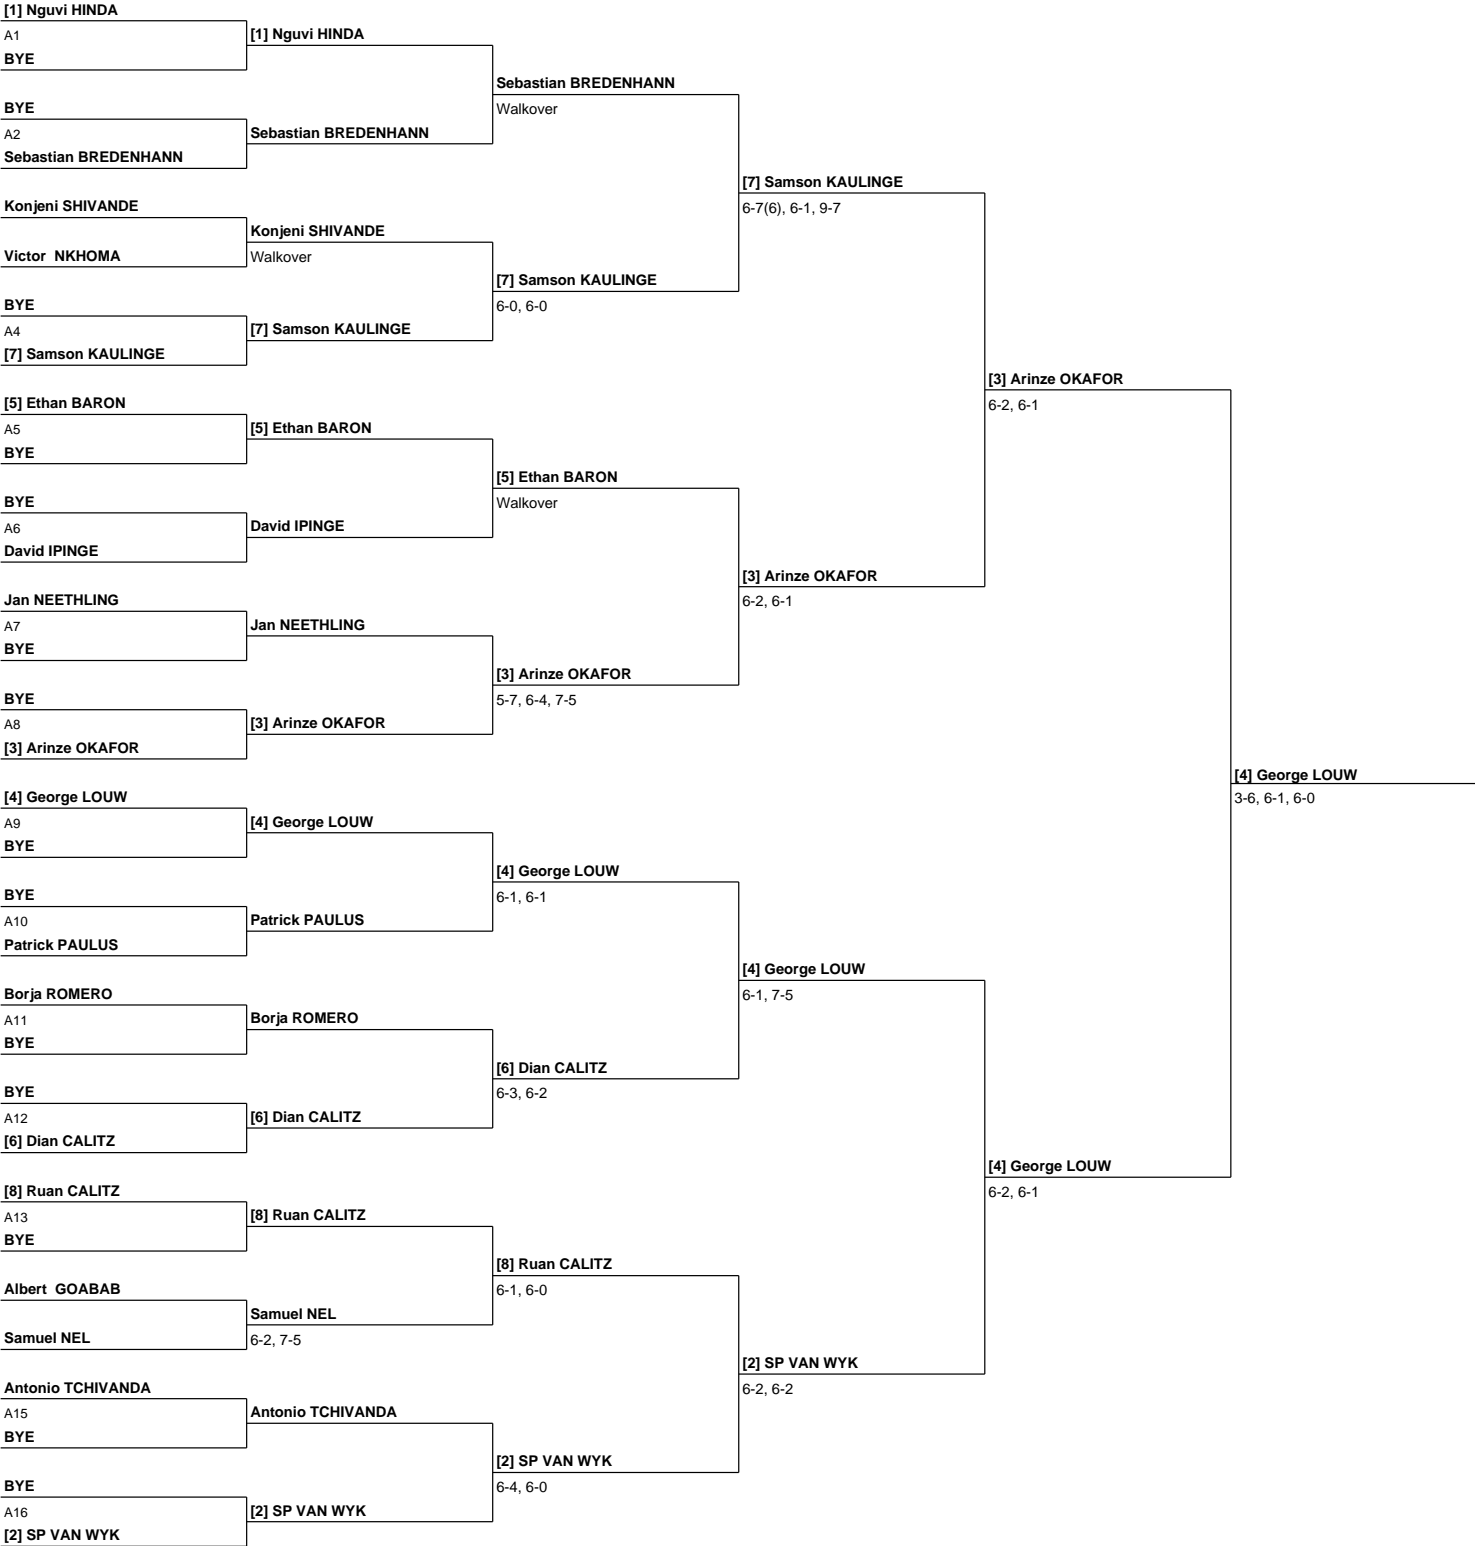 [1] Nguvi HINDA
A1
BYE
BYE
A2
Sebastian BREDENHANN
Konjeni SHIVANDE
Victor  NKHOMA
BYE
A4
[7] Samson KAULINGE
[5] Ethan BARON
A5
BYE
BYE
A6
David IPINGE
Jan NEETHLING
A7
BYE
BYE
A8
[3] Arinze OKAFOR
[4] George LOUW
A9
BYE
BYE
A10
Patrick PAULUS
Borja ROMERO
A11
BYE
BYE
A12
[6] Dian CALITZ
[8] Ruan CALITZ
A13
BYE
Albert  GOABAB
Samuel NEL
Antonio TCHIVANDA
A15
BYE
BYE
A16
[2] SP VAN WYK
[1] Nguvi HINDA
Sebastian BREDENHANN
Konjeni SHIVANDE
Walkover
[7] Samson KAULINGE
[5] Ethan BARON
David IPINGE
Jan NEETHLING
[3] Arinze OKAFOR
[4] George LOUW
Patrick PAULUS
Borja ROMERO
[6] Dian CALITZ
[8] Ruan CALITZ
Samuel NEL
6-2, 7-5
Antonio TCHIVANDA
[2] SP VAN WYK
Sebastian BREDENHANN
Walkover
[7] Samson KAULINGE
6-0, 6-0
[5] Ethan BARON
Walkover
[3] Arinze OKAFOR
5-7, 6-4, 7-5
[4] George LOUW
6-1, 6-1
[6] Dian CALITZ
6-3, 6-2
[8] Ruan CALITZ
6-1, 6-0
[2] SP VAN WYK
6-4, 6-0
[7] Samson KAULINGE
6-7(6), 6-1, 9-7
[3] Arinze OKAFOR
6-2, 6-1
[4] George LOUW
6-1, 7-5
[2] SP VAN WYK
6-2, 6-2
[3] Arinze OKAFOR
6-2, 6-1
[4] George LOUW
6-2, 6-1
[4] George LOUW
3-6, 6-1, 6-0